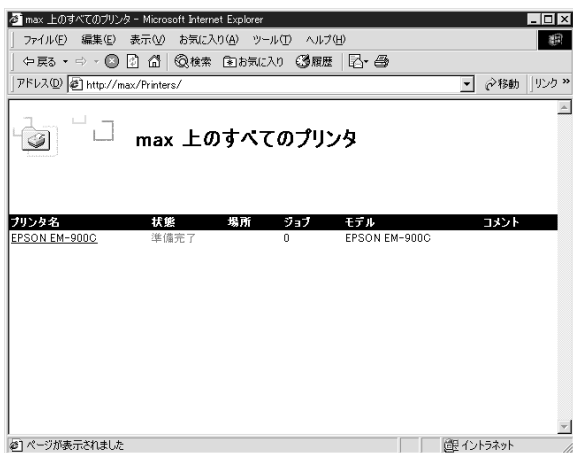 max 上のすべてのプリンタ - Microsoft Internet Explorer
ファイル(F) 編集(E) 表示(V) お気に入り(A) ツール(T) ヘルプ(H)
戻る 検索 お気に入り 履歴
アドレス(D) http://max/Printers/ 移動 リンク »
max 上のすべてのプリンタ
プリンタ名 状態 場所 ジョブ モデル コメント
EPSON EM-900C 準備完了 0 EPSON EM-900C
ページが表示されました イントラネット